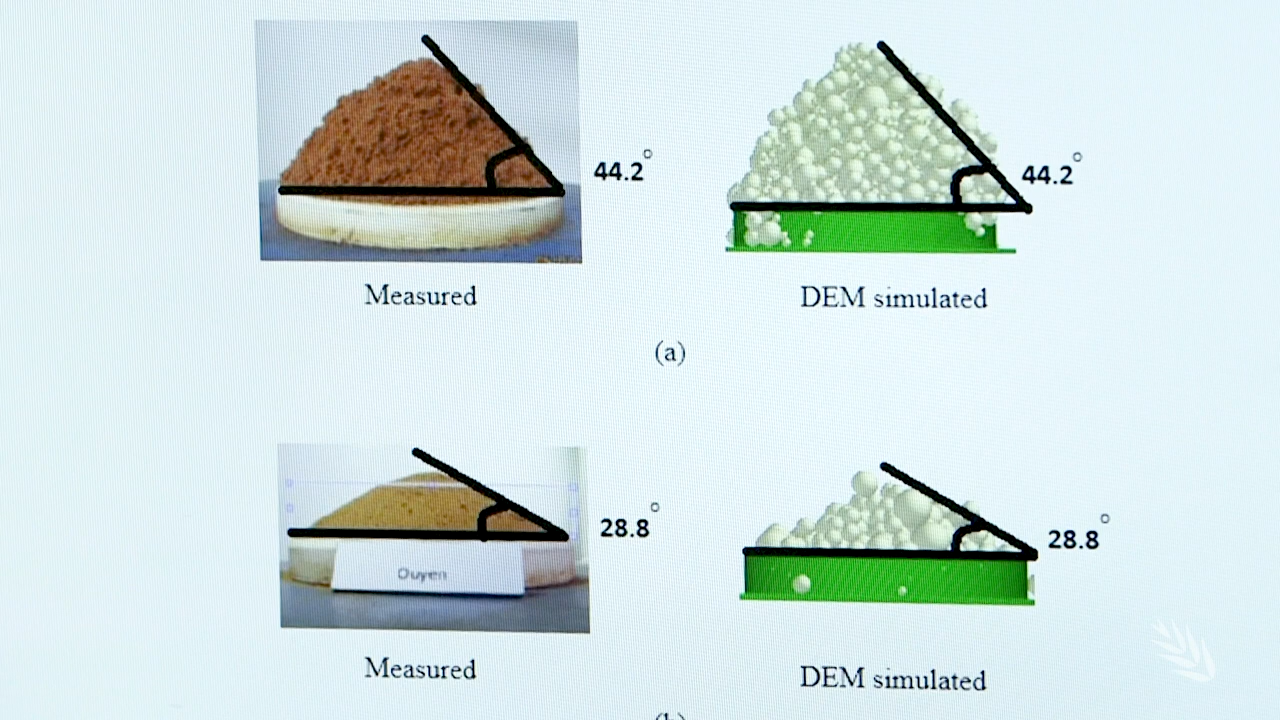 44.2°
44.2°
Measured
DEM simulated
(a)
Ouyen
28.8°
28.8°
Measured
DEM simulated
(b)